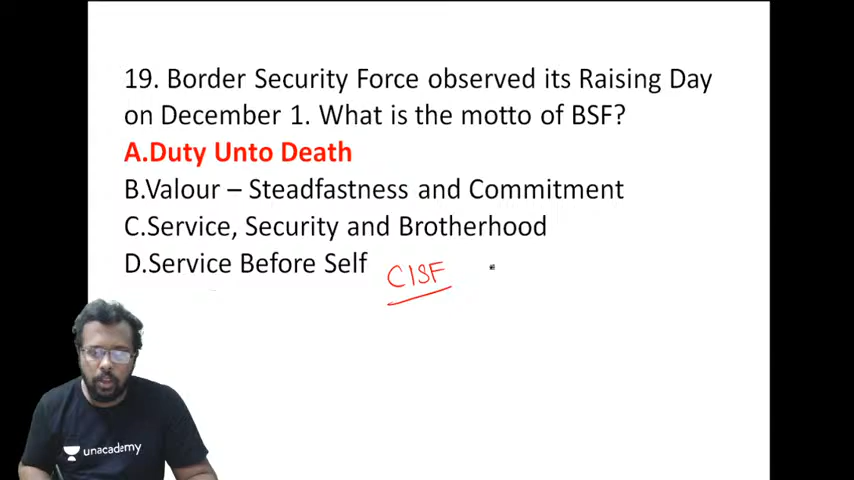 19. Border Security Force observed its Raising Day
on December 1. What is the motto of BSF?
A.Duty Unto Death
B.Valour – Steadfastness and Commitment
C.Service, Security and Brotherhood
D.Service Before Self
CISF
unacademy